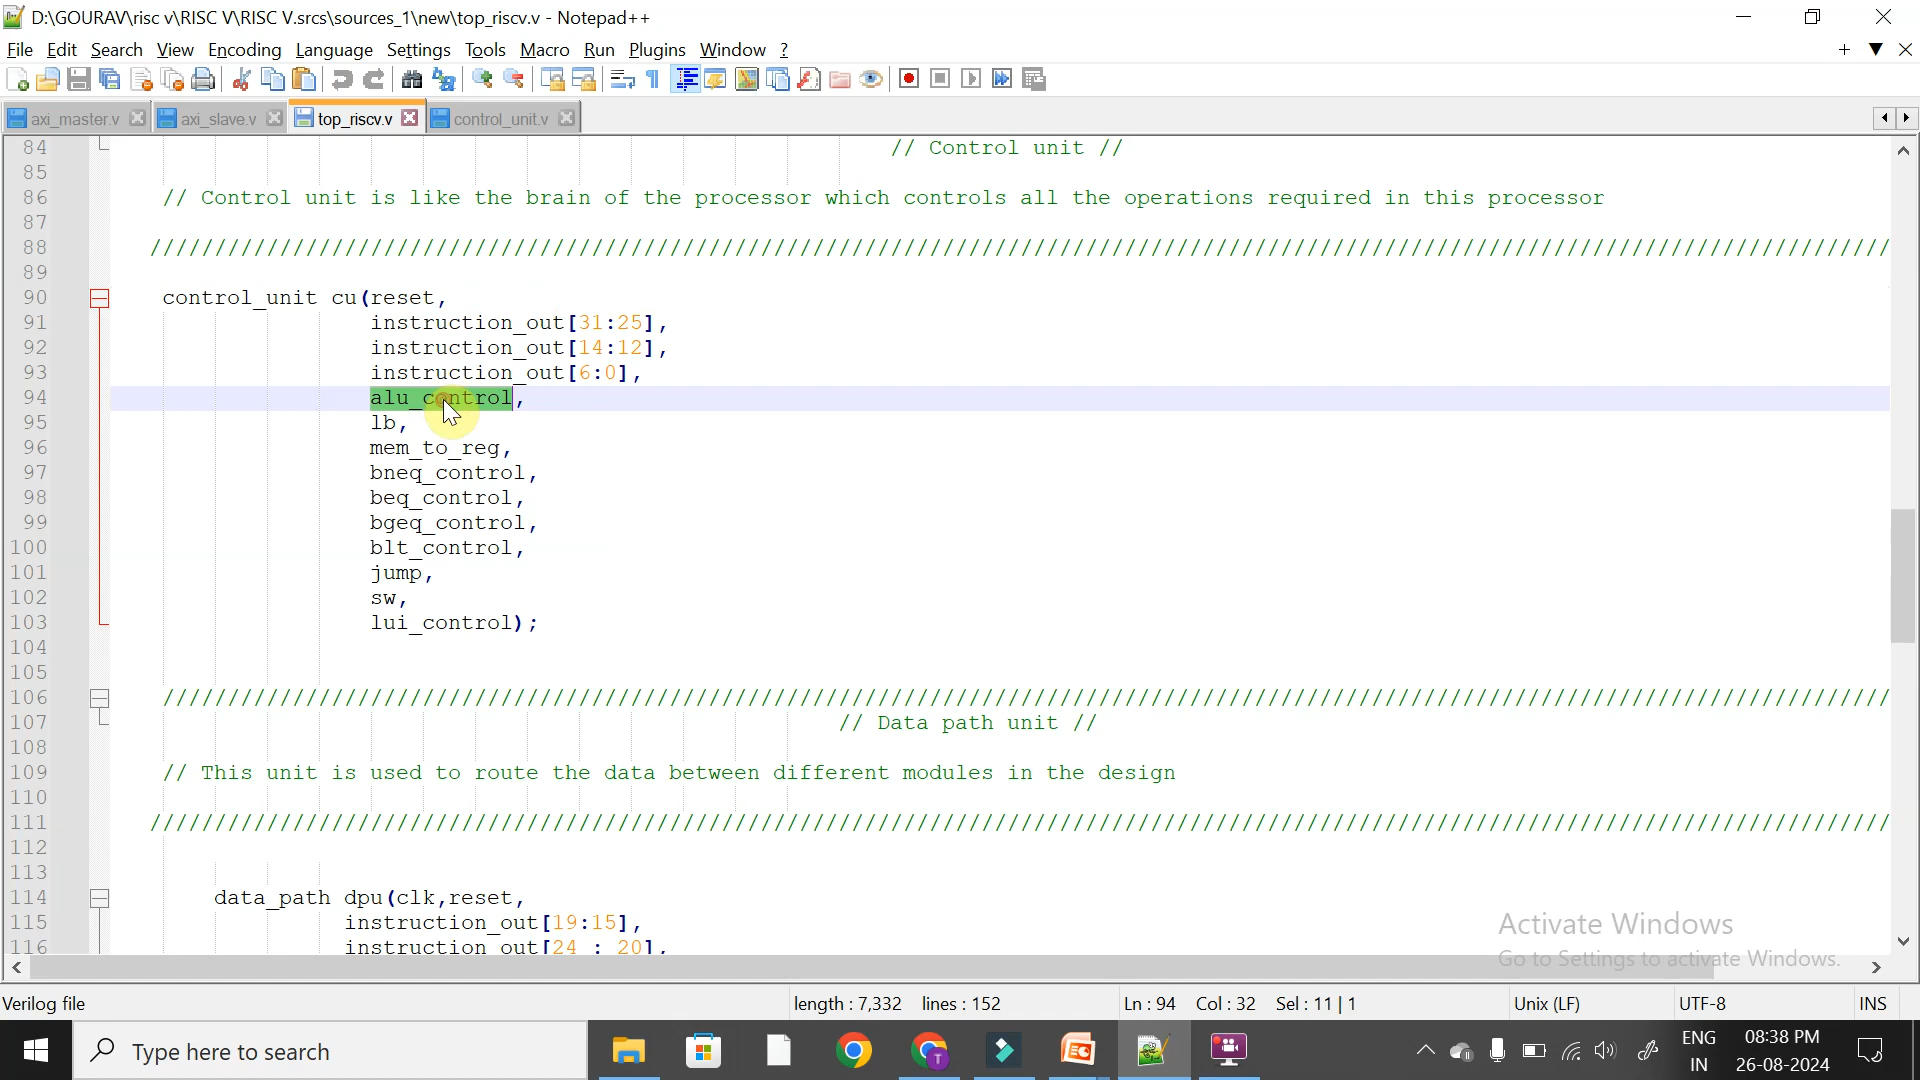 D:\GOURAV\risc v\RISC V\RISC V.srcs\sources_1\new\top_riscv.v - Notepad++
File Edit Search View Encoding Language Settings Tools Macro Run Plugins Window ?
axi_master.v axi_slave.v top_riscv.v control_unit.v
84 // Control unit //
85
86 // Control unit is like the brain of the processor which controls all the operations required in this processor
87
88 //////////////////////////////////////////////////////////////////////////////////////////////////////////////////////////////////////
89
90 control_unit cu(reset,
91 instruction_out[31:25],
92 instruction_out[14:12],
93 instruction_out[6:0],
94 alu_control,
95 lb,
96 mem_to_reg,
97 bneq_control,
98 beq_control,
99 bgeq_control,
100 blt_control,
101 jump,
102 sw,
103 lui_control);
104
105
106 /////////////////////////////////////////////////////////////////////////////////////////////////////////////////////////////////////
107 // Data path unit //
108
109 // This unit is used to route the data between different modules in the design
110
111 //////////////////////////////////////////////////////////////////////////////////////////////////////////////////////////////////////
112
113
114 data_path dpu(clk,reset,
115 instruction_out[19:15],
116 instruction_out[24 : 20],
Activate Windows
Go to Settings to activate Windows.
Verilog file length : 7,332 lines : 152 Ln : 94 Col : 32 Sel : 11 | 1 Unix (LF) UTF-8 INS
Type here to search
ENG
IN
08:38 PM
26-08-2024